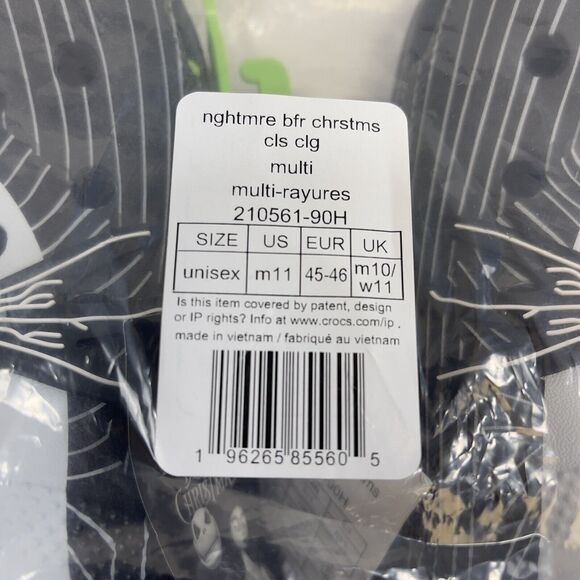 nghtmre bfr chrstms
cls clg
multi
multi-rayures
210561-90H
SIZE US EUR UK
unisex m11 45-46 m10/w11
Is this item covered by patent, design
or IP rights? Info at www.crocs.com/ip .
made in vietnam / fabriqué au vietnam
1 96265 85560 5
CHRISTMAS